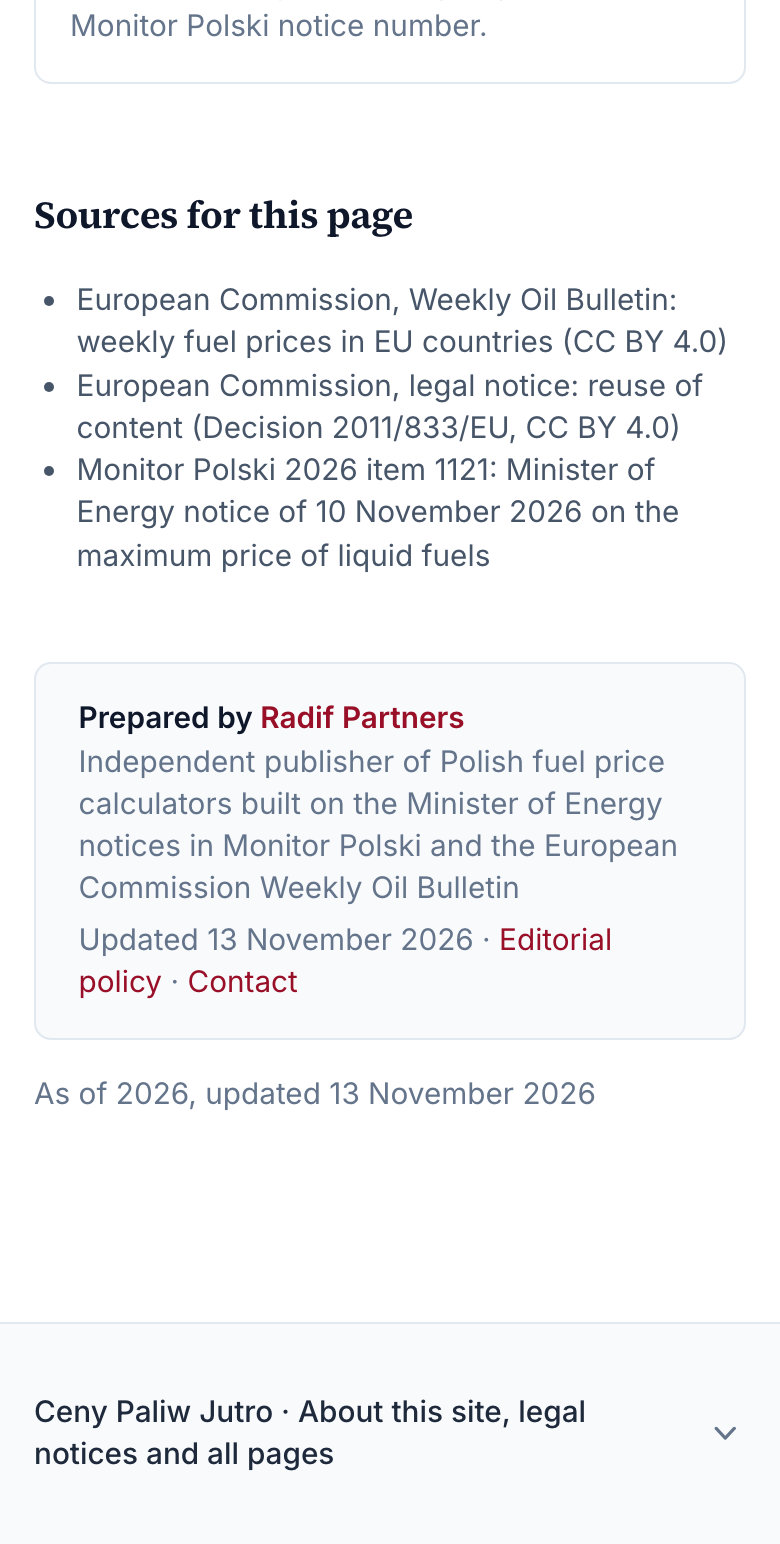 Monitor Polski notice number.
Sources for this page
• European Commission, Weekly Oil Bulletin:
weekly fuel prices in EU countries (CC BY 4.0)
• European Commission, legal notice: reuse of
content (Decision 2011/833/EU, CC BY 4.0)
• Monitor Polski 2026 item 1121: Minister of
Energy notice of 10 November 2026 on the
maximum price of liquid fuels
Prepared by Radif Partners
Independent publisher of Polish fuel price
calculators built on the Minister of Energy
notices in Monitor Polski and the European
Commission Weekly Oil Bulletin
Updated 13 November 2026 · Editorial
policy · Contact
As of 2026, updated 13 November 2026
Ceny Paliw Jutro · About this site, legal
notices and all pages